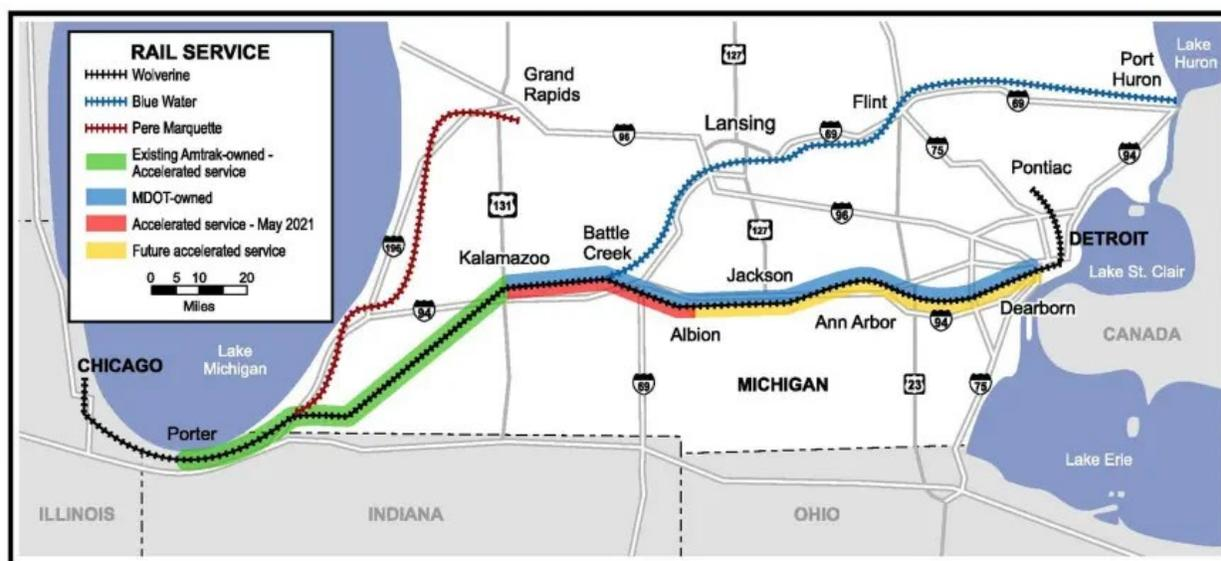 RAIL SERVICE
Wolverine
Blue Water
Pere Marquette
Existing Amtrak-owned -
Accelerated service
MDOT-owned
Accelerated service - May 2021
Future accelerated service
0 5 10 20
Miles
Lake
Huron
Port
Huron
127
Grand
Rapids
Flint
69
Lansing
69
96
75
94
Pontiac
131
96
196
127
Battle
Creek
Kalamazoo
DETROIT
Lake St. Clair
Jackson
94
Albion
Ann Arbor
94
Dearborn
CANADA
Lake
Michigan
CHICAGO
69
MICHIGAN
23
75
Porter
Lake Erie
ILLINOIS
INDIANA
OHIO